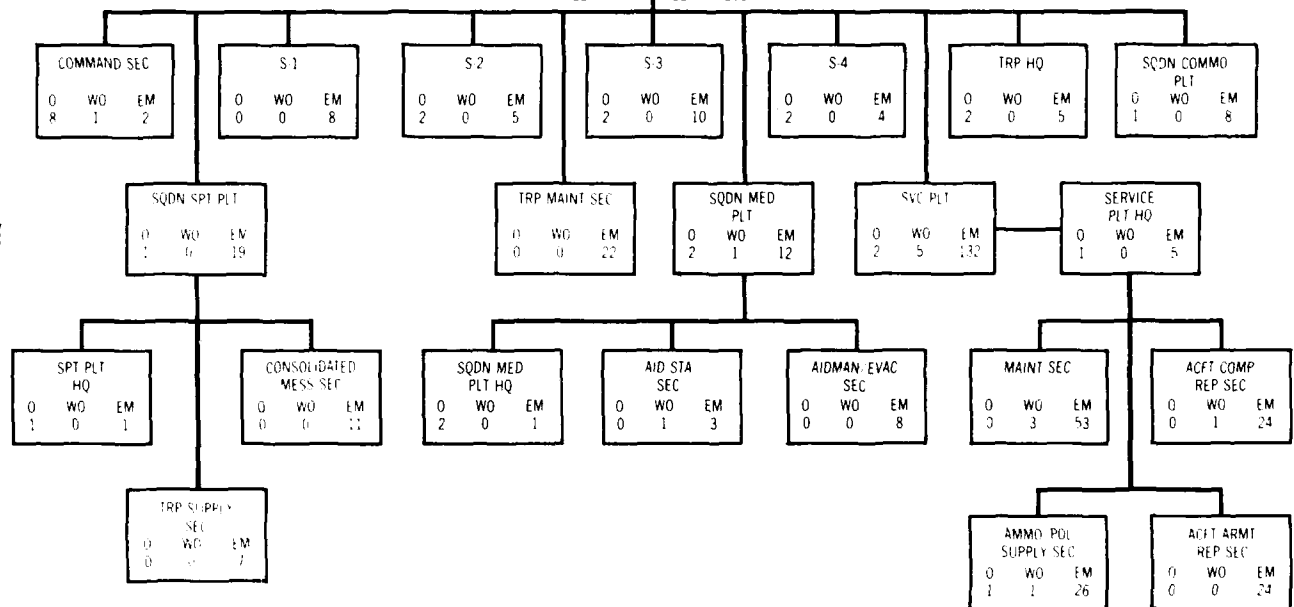 COMMAND SEC
O WO EM
8 1 2
S-1
O WO EM
0 0 8
S-2
O WO EM
2 0 5
S-3
O WO EM
2 0 10
S-4
O WO EM
2 0 4
TRP HQ
O WO EM
2 0 5
SQDN COMMO
PLT
O WO EM
1 0 8
SQDN SPT PLT
O WO EM
1 0 19
TRP MAINT SEC
O WO EM
0 0 22
SQDN MED
PLT
O WO EM
2 1 12
SVC PLT
O WO EM
2 5 132
SERVICE
PLT HQ
O WO EM
1 0 5
SPT PLT
HQ
O WO EM
1 0 1
CONSOLIDATED
MESS SEC
O WO EM
0 0 11
SQDN MED
PLT HQ
O WO EM
2 0 1
AID STA
SEC
O WO EM
0 1 3
AIDMAN/EVAC
SEC
O WO EM
0 0 8
MAINT SEC
O WO EM
0 3 53
ACFT COMP
REP SEC
O WO EM
0 1 24
TRP SUPPLY
SEC
O WO EM
0 0 7
AMMO/POL
SUPPLY SEC
O WO EM
1 1 26
ACFT ARMT
REP SEC
O WO EM
0 0 24